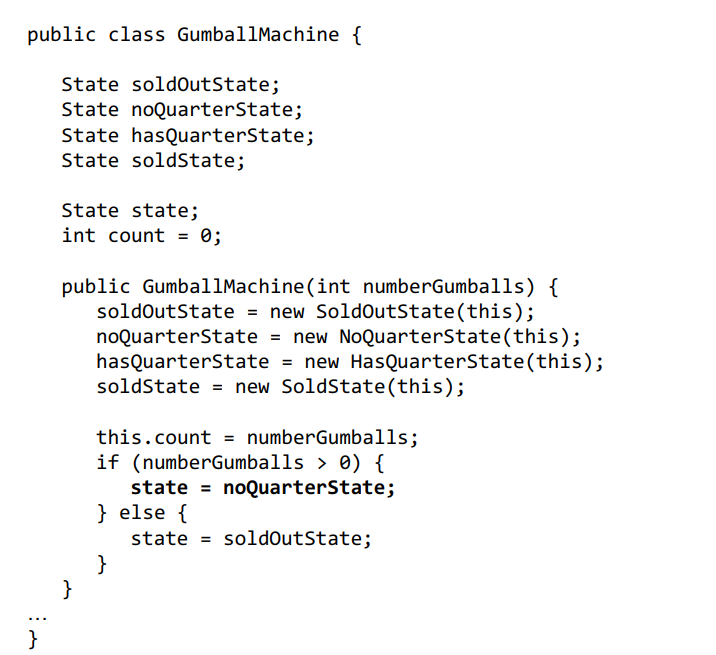 public class GumballMachine {
State soldOutState;
State noQuarterState;
State hasQuarterState;
State soldState;
State state;
int count = 0;
public GumballMachine(int numberGumballs) {
soldOutState = new SoldOutState(this);
noQuarterState = new NoQuarterState(this);
hasQuarterState = new HasQuarterState(this);
soldState = new SoldState(this);
this.count = numberGumballs;
if (numberGumballs > 0) {
state = noQuarterState;
} else {
state = soldOutState;
}
}
…
}